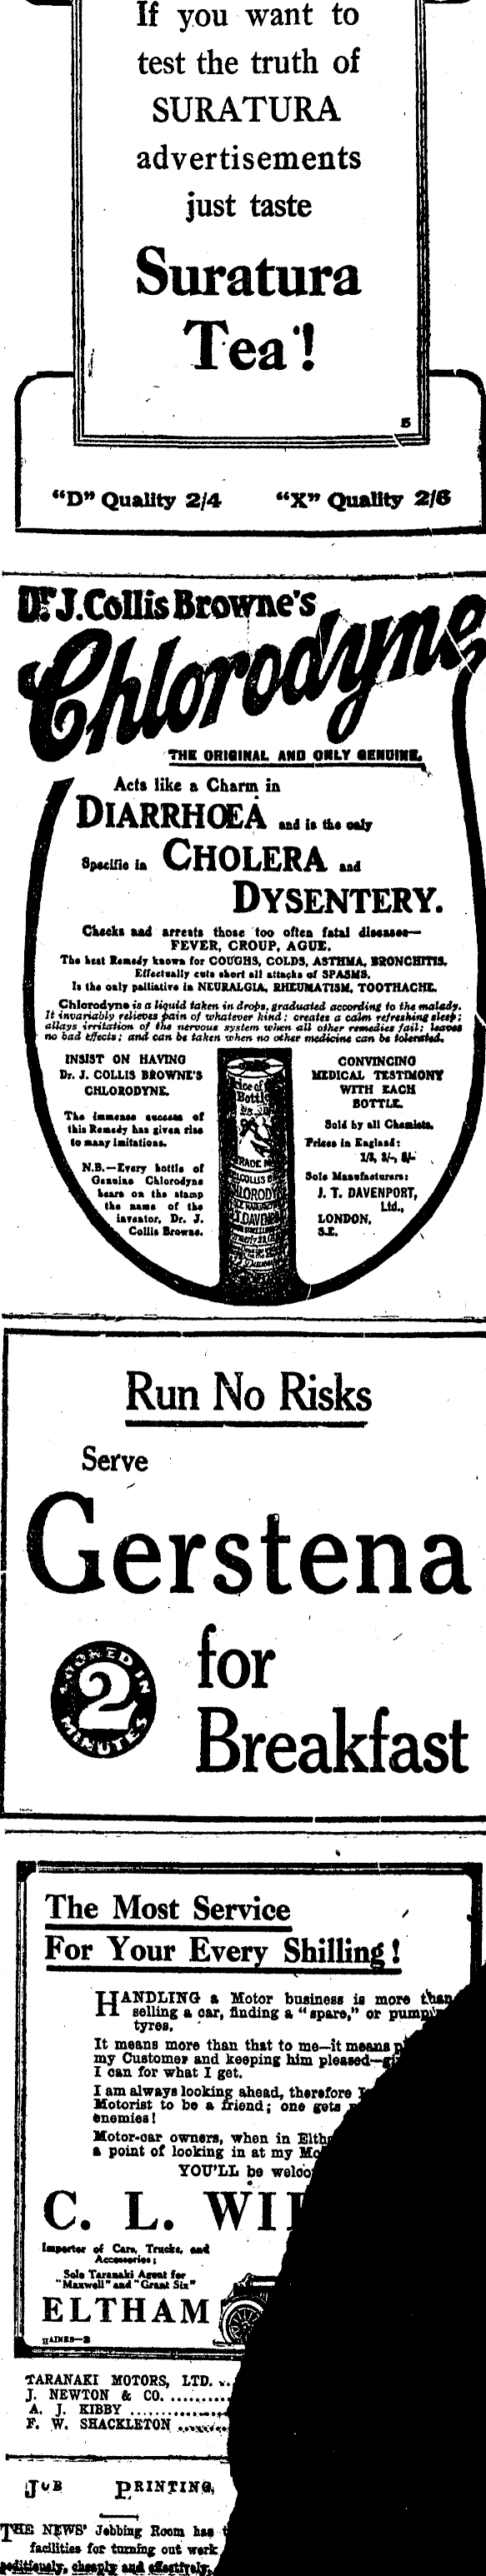 If you want to
test the truth of
SURATURA
advertisements
just taste
Suratura
Tea!
5
"D" Quality 2/4 "X" Quality 2/6
Dr. J. Collis Browne's
Chlorodyne
THE ORIGINAL AND ONLY GENUINE.
Acts like a Charm in
DIARRHŒA and is the only
Specific in CHOLERA and
DYSENTERY.
Checks and arrests those too often fatal diseases—
FEVER, CROUP, AGUE.
The best Remedy known for COUGHS, COLDS, ASTHMA, BRONCHITIS.
Effectually cuts short all attacks of SPASMS.
Is the only palliative in NEURALGIA, RHEUMATISM, TOOTHACHE.
Chlorodyne is a liquid taken in drops, graduated according to the malady.
It invariably relieves pain of whatever kind; creates a calm refreshing sleep;
allays irritation of the nervous system when all other remedies fail; leaves
no bad effects; and can be taken when no other medicine can be tolerated.
INSIST ON HAVING
Dr. J. COLLIS BROWNE'S
CHLORODYNE.
The immense success of
this Remedy has given rise
to many imitations.
N.B.—Every bottle of
Genuine Chlorodyne
bears on the stamp
the name of the
inventor, Dr. J.
Collis Browne.
CONVINCING
MEDICAL TESTIMONY
WITH EACH
BOTTLE.
Sold by all Chemists.
Prices in England:
1/3, 3/-, 5/-
Sole Manufacturers:
J. T. DAVENPORT,
Ltd.,
LONDON,
S.E.
Run No Risks
Serve
Gerstena
COOKED IN
2
MINUTES
for
Breakfast
The Most Service
For Your Every Shilling!
HANDLING a Motor business is more than
selling a car, finding a "spare," or pumping
tyres.
It means more than that to me—it means
my Customer and keeping him pleased—
I can for what I get.
I am always looking ahead, therefore
Motorist to be a friend; one gets
enemies!
Motor-car owners, when in
a point of looking in at my
YOU'LL be
C. L. WI
Importer of Cars, Trucks, and
Accessories;
Sole Taranaki Agent for
"Maxwell" and "Grant Six"
ELTHAM
HAINES—3
TARANAKI MOTORS, LTD. ..
J. NEWTON & CO. ..........
A. J. KIBBY ................
F. W. SHACKLETON ........
JOB PRINTING,
THE NEWS' Jobbing Room has
facilities for turning out work
peditiously, cheaply and effectively,